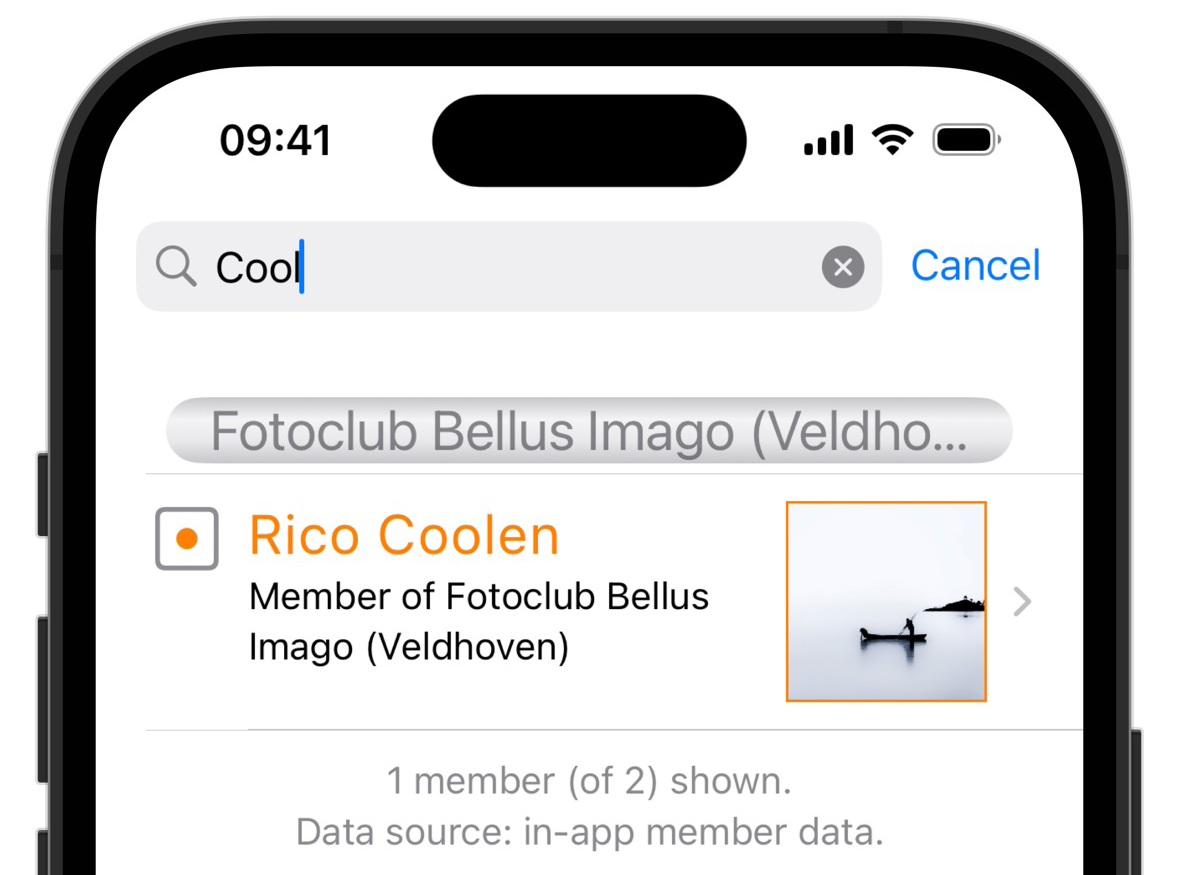 09:41
Cool
Cancel
Fotoclub Bellus Imago (Veldho...
Rico Coolen
Member of Fotoclub Bellus
Imago (Veldhoven)
1 member (of 2) shown.
Data source: in-app member data.